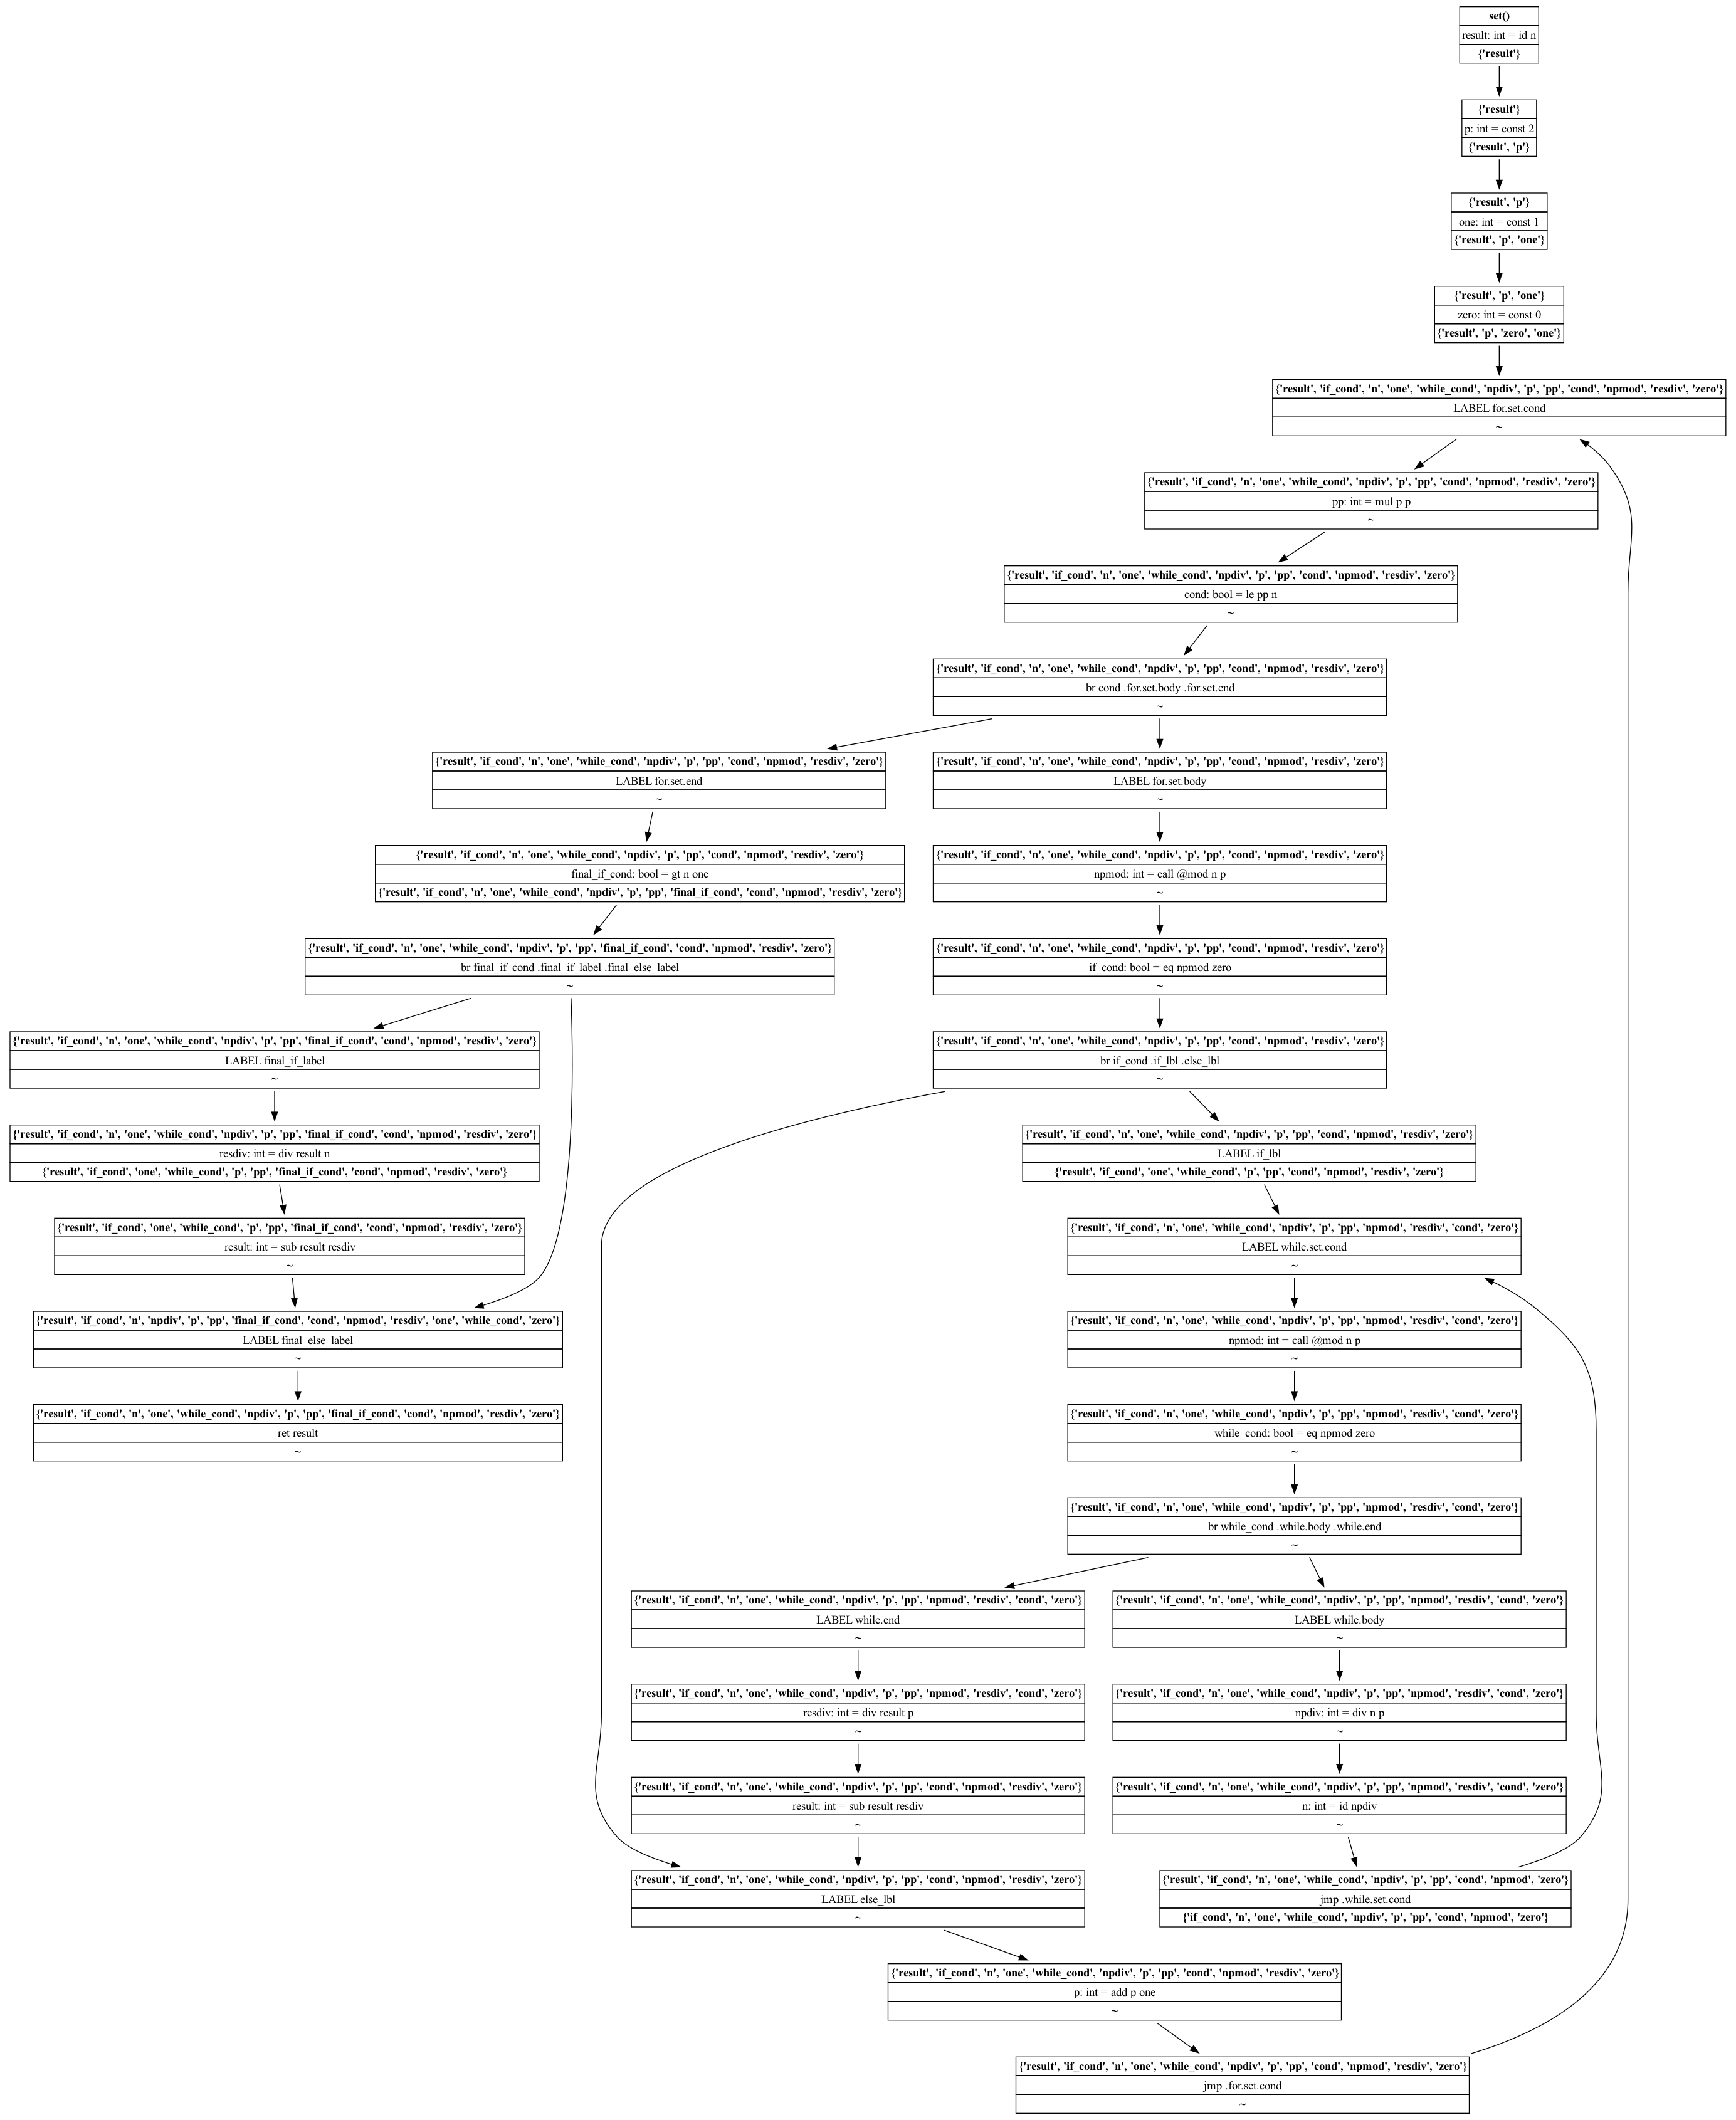 set()
result: int = id n
{'result'}
{'result'}
p: int = const 2
{'result', 'p'}
{'result', 'p'}
one: int = const 1
{'result', 'p', 'one'}
{'result', 'p', 'one'}
zero: int = const 0
{'result', 'p', 'zero', 'one'}
{'result', 'if_cond', 'n', 'one', 'while_cond', 'npdiv', 'p', 'pp', 'cond', 'npmod', 'resdiv', 'zero'}
LABEL for.set.cond
~
{'result', 'if_cond', 'n', 'one', 'while_cond', 'npdiv', 'p', 'pp', 'cond', 'npmod', 'resdiv', 'zero'}
pp: int = mul p p
~
{'result', 'if_cond', 'n', 'one', 'while_cond', 'npdiv', 'p', 'pp', 'cond', 'npmod', 'resdiv', 'zero'}
cond: bool = le pp n
~
{'result', 'if_cond', 'n', 'one', 'while_cond', 'npdiv', 'p', 'pp', 'cond', 'npmod', 'resdiv', 'zero'}
br cond .for.set.body .for.set.end
~
{'result', 'if_cond', 'n', 'one', 'while_cond', 'npdiv', 'p', 'pp', 'cond', 'npmod', 'resdiv', 'zero'}
LABEL for.set.end
~
{'result', 'if_cond', 'n', 'one', 'while_cond', 'npdiv', 'p', 'pp', 'cond', 'npmod', 'resdiv', 'zero'}
LABEL for.set.body
~
{'result', 'if_cond', 'n', 'one', 'while_cond', 'npdiv', 'p', 'pp', 'cond', 'npmod', 'resdiv', 'zero'}
final_if_cond: bool = gt n one
{'result', 'if_cond', 'n', 'one', 'while_cond', 'npdiv', 'p', 'pp', 'final_if_cond', 'cond', 'npmod', 'resdiv', 'zero'}
{'result', 'if_cond', 'n', 'one', 'while_cond', 'npdiv', 'p', 'pp', 'cond', 'npmod', 'resdiv', 'zero'}
npmod: int = call @mod n p
~
{'result', 'if_cond', 'n', 'one', 'while_cond', 'npdiv', 'p', 'pp', 'final_if_cond', 'cond', 'npmod', 'resdiv', 'zero'}
br final_if_cond .final_if_label .final_else_label
~
{'result', 'if_cond', 'n', 'one', 'while_cond', 'npdiv', 'p', 'pp', 'cond', 'npmod', 'resdiv', 'zero'}
if_cond: bool = eq npmod zero
~
{'result', 'if_cond', 'n', 'one', 'while_cond', 'npdiv', 'p', 'pp', 'final_if_cond', 'cond', 'npmod', 'resdiv', 'zero'}
LABEL final_if_label
~
{'result', 'if_cond', 'n', 'one', 'while_cond', 'npdiv', 'p', 'pp', 'cond', 'npmod', 'resdiv', 'zero'}
br if_cond .if_lbl .else_lbl
~
{'result', 'if_cond', 'n', 'one', 'while_cond', 'npdiv', 'p', 'pp', 'final_if_cond', 'cond', 'npmod', 'resdiv', 'zero'}
resdiv: int = div result n
{'result', 'if_cond', 'one', 'while_cond', 'p', 'pp', 'final_if_cond', 'cond', 'npmod', 'resdiv', 'zero'}
{'result', 'if_cond', 'n', 'one', 'while_cond', 'npdiv', 'p', 'pp', 'cond', 'npmod', 'resdiv', 'zero'}
LABEL if_lbl
{'result', 'if_cond', 'one', 'while_cond', 'p', 'pp', 'cond', 'npmod', 'resdiv', 'zero'}
{'result', 'if_cond', 'one', 'while_cond', 'p', 'pp', 'final_if_cond', 'cond', 'npmod', 'resdiv', 'zero'}
result: int = sub result resdiv
~
{'result', 'if_cond', 'n', 'one', 'while_cond', 'npdiv', 'p', 'pp', 'npmod', 'resdiv', 'cond', 'zero'}
LABEL while.set.cond
~
{'result', 'if_cond', 'n', 'npdiv', 'p', 'pp', 'final_if_cond', 'cond', 'npmod', 'resdiv', 'one', 'while_cond', 'zero'}
LABEL final_else_label
~
{'result', 'if_cond', 'n', 'one', 'while_cond', 'npdiv', 'p', 'pp', 'npmod', 'resdiv', 'cond', 'zero'}
npmod: int = call @mod n p
~
{'result', 'if_cond', 'n', 'one', 'while_cond', 'npdiv', 'p', 'pp', 'final_if_cond', 'cond', 'npmod', 'resdiv', 'zero'}
ret result
~
{'result', 'if_cond', 'n', 'one', 'while_cond', 'npdiv', 'p', 'pp', 'npmod', 'resdiv', 'cond', 'zero'}
while_cond: bool = eq npmod zero
~
{'result', 'if_cond', 'n', 'one', 'while_cond', 'npdiv', 'p', 'pp', 'npmod', 'resdiv', 'cond', 'zero'}
br while_cond .while.body .while.end
~
{'result', 'if_cond', 'n', 'one', 'while_cond', 'npdiv', 'p', 'pp', 'npmod', 'resdiv', 'cond', 'zero'}
LABEL while.end
~
{'result', 'if_cond', 'n', 'one', 'while_cond', 'npdiv', 'p', 'pp', 'npmod', 'resdiv', 'cond', 'zero'}
LABEL while.body
~
{'result', 'if_cond', 'n', 'one', 'while_cond', 'npdiv', 'p', 'pp', 'npmod', 'resdiv', 'cond', 'zero'}
resdiv: int = div result p
~
{'result', 'if_cond', 'n', 'one', 'while_cond', 'npdiv', 'p', 'pp', 'npmod', 'resdiv', 'cond', 'zero'}
npdiv: int = div n p
~
{'result', 'if_cond', 'n', 'one', 'while_cond', 'npdiv', 'p', 'pp', 'cond', 'npmod', 'resdiv', 'zero'}
result: int = sub result resdiv
~
{'result', 'if_cond', 'n', 'one', 'while_cond', 'npdiv', 'p', 'pp', 'npmod', 'resdiv', 'cond', 'zero'}
n: int = id npdiv
~
{'result', 'if_cond', 'n', 'one', 'while_cond', 'npdiv', 'p', 'pp', 'cond', 'npmod', 'resdiv', 'zero'}
LABEL else_lbl
~
{'result', 'if_cond', 'n', 'one', 'while_cond', 'npdiv', 'p', 'pp', 'cond', 'npmod', 'zero'}
jmp .while.set.cond
{'if_cond', 'n', 'one', 'while_cond', 'npdiv', 'p', 'pp', 'cond', 'npmod', 'zero'}
{'result', 'if_cond', 'n', 'one', 'while_cond', 'npdiv', 'p', 'pp', 'cond', 'npmod', 'resdiv', 'zero'}
p: int = add p one
~
{'result', 'if_cond', 'n', 'one', 'while_cond', 'npdiv', 'p', 'pp', 'cond', 'npmod', 'resdiv', 'zero'}
jmp .for.set.cond
~